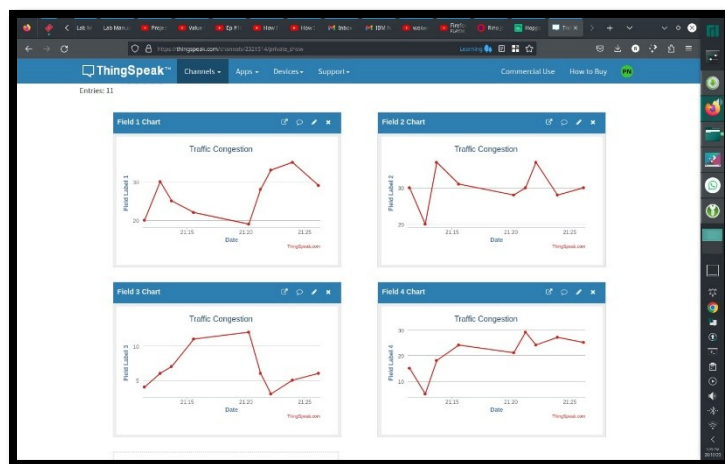 Lab Manu
ThingSpeak™ Channels Apps Devices Support Commercial Use How to Buy PN
Entries: 11
Field 1 Chart
Traffic Congestion
Field Label 1
30
20
21:15 21:20 21:25
Date
ThingSpeak.com
Field 2 Chart
Traffic Congestion
Field Label 2
30
20
21:15 21:20 21:25
Date
ThingSpeak.com
Field 3 Chart
Traffic Congestion
Field Label 3
10
5
21:15 21:20 21:25
Date
ThingSpeak.com
Field 4 Chart
Traffic Congestion
Field Label 4
30
20
10
21:15 21:20 21:25
Date
ThingSpeak.com